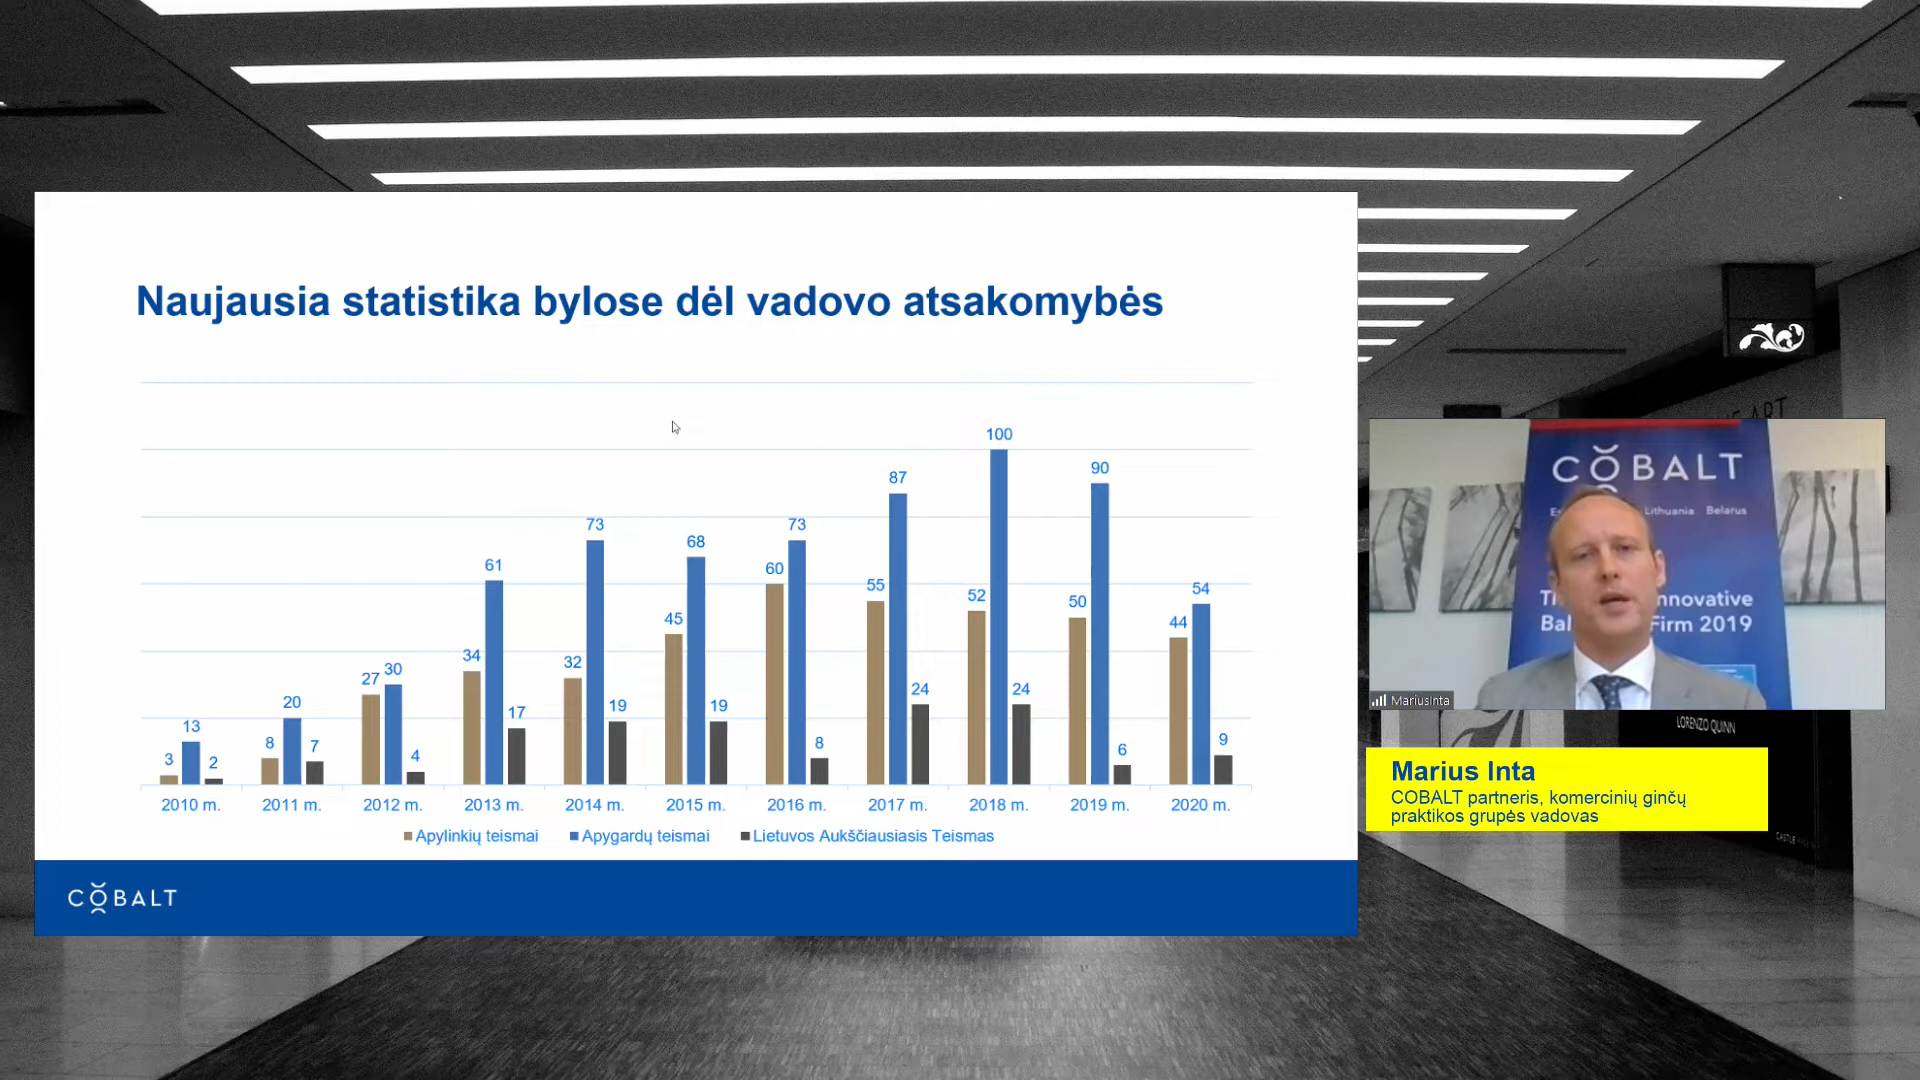 Naujausia statistika bylose dėl vadovo atsakomybės
100
90
87
73
73
68
61
60
55
54
52
50
45
44
34
32
30
27
24
24
20
19
19
17
13
9
8
8
7
6
4
3
2
2010 m.
2011 m.
2012 m.
2013 m.
2014 m.
2015 m.
2016 m.
2017 m.
2018 m.
2019 m.
2020 m.
Apylinkių teismai
Apygardų teismai
Lietuvos Aukščiausiasis Teismas
COBALT
COBALT
Lithuania Belarus
nnovative
Firm 2019
MariusInta
LORENZO QUINN
Marius Inta
COBALT partneris, komercinių ginčų
praktikos grupės vadovas